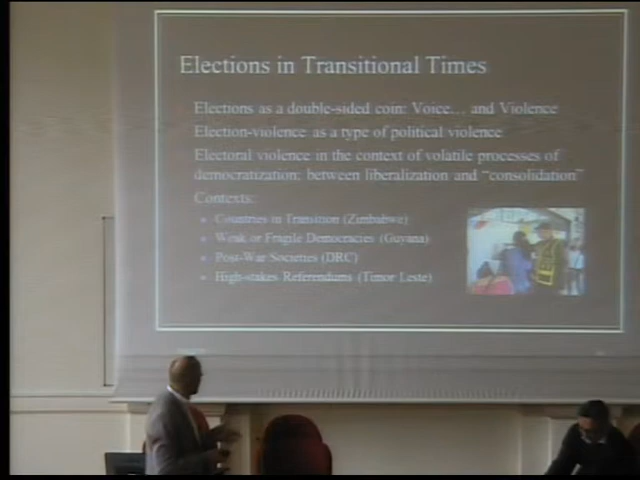 Elections in Transitional Times
Elections as a double-sided coin: Voice... and Violence
Election-violence as a type of political violence
Electoral violence in the context of volatile processes of
democratization; between liberalization and “consolidation”
Contexts:
Countries in Transition (Zimbabwe)
Weak or Fragile Democracies (Guyana)
Post-War Societies (DRC)
High-stakes Referendums (Timor Leste)